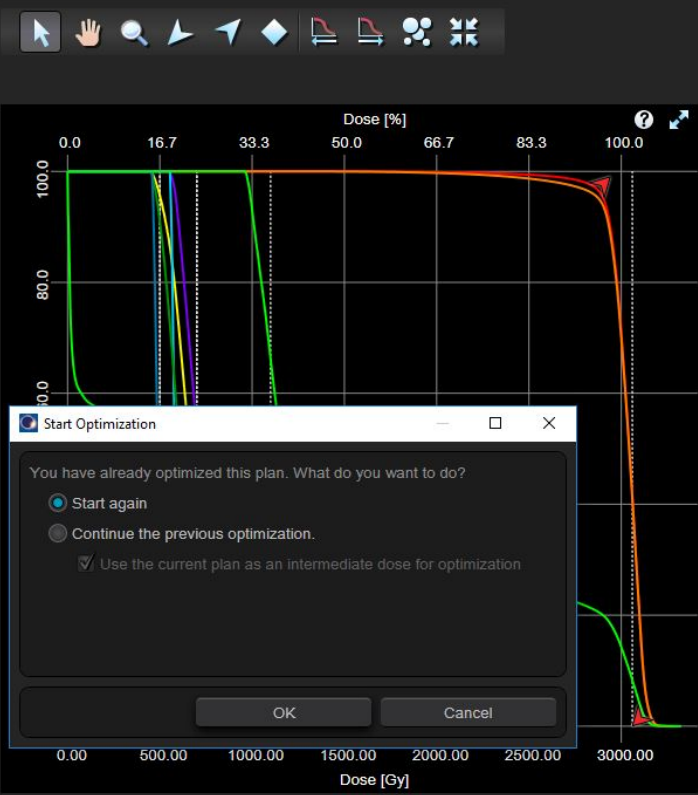 Dose [%]
?
0.0 16.7 33.3 50.0 66.7 83.3 100.0
100.0
80.0
Start Optimization
You have already optimized this plan. What do you want to do?
Start again
Continue the previous optimization.
Use the current plan as an intermediate dose for optimization
OK Cancel
0.00 500.00 1000.00 1500.00 2000.00 2500.00 3000.00
Dose [Gy]